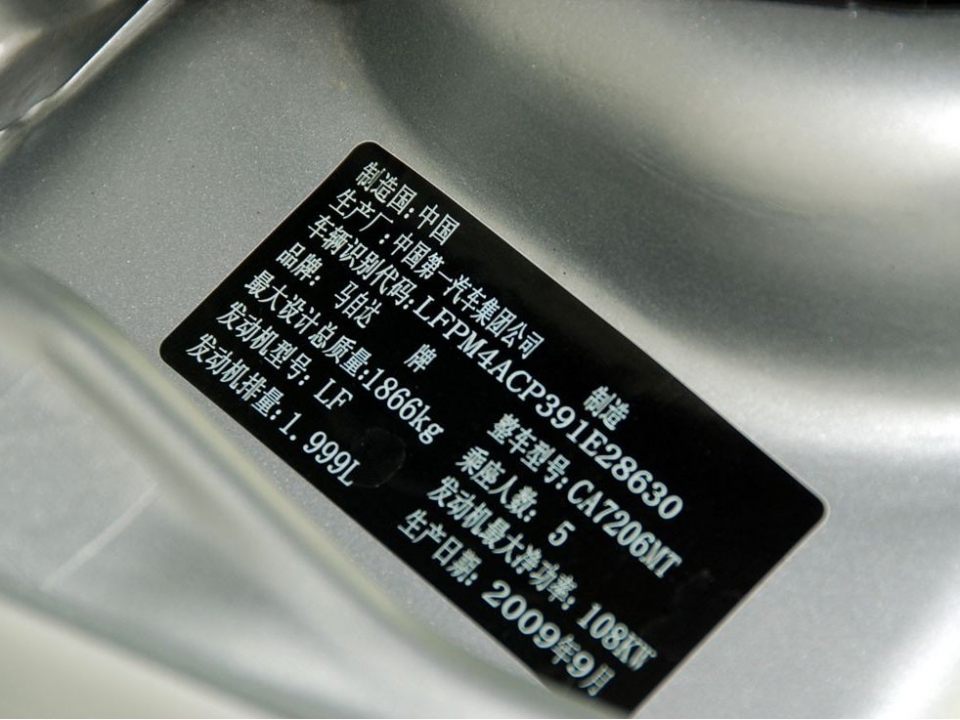 制造国：中国
生产厂：中国第一汽车集团公司 制造
车辆识别代码：LFPM4ACP391E28630
品牌： 马自达 牌 整车型号：CA7206MT
最大设计总质量：1866kg 乘座人数： 5
发动机型号：LF 发动机最大净功率：108KW
发动机排量：1.999L 生产日期：2009年9月